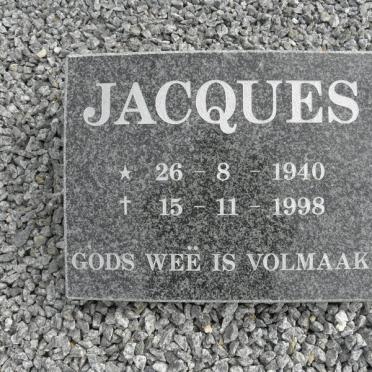 JACQUES
★ 26 - 8 - 1940
† 15 - 11 - 1998
GODS WEË IS VOLMAAK